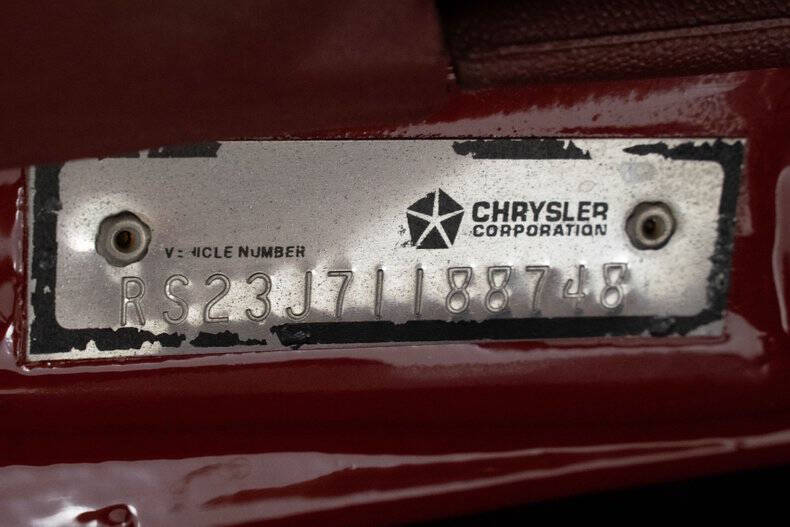 CHRYSLER
CORPORATION
VEHICLE NUMBER
RS23J71188748